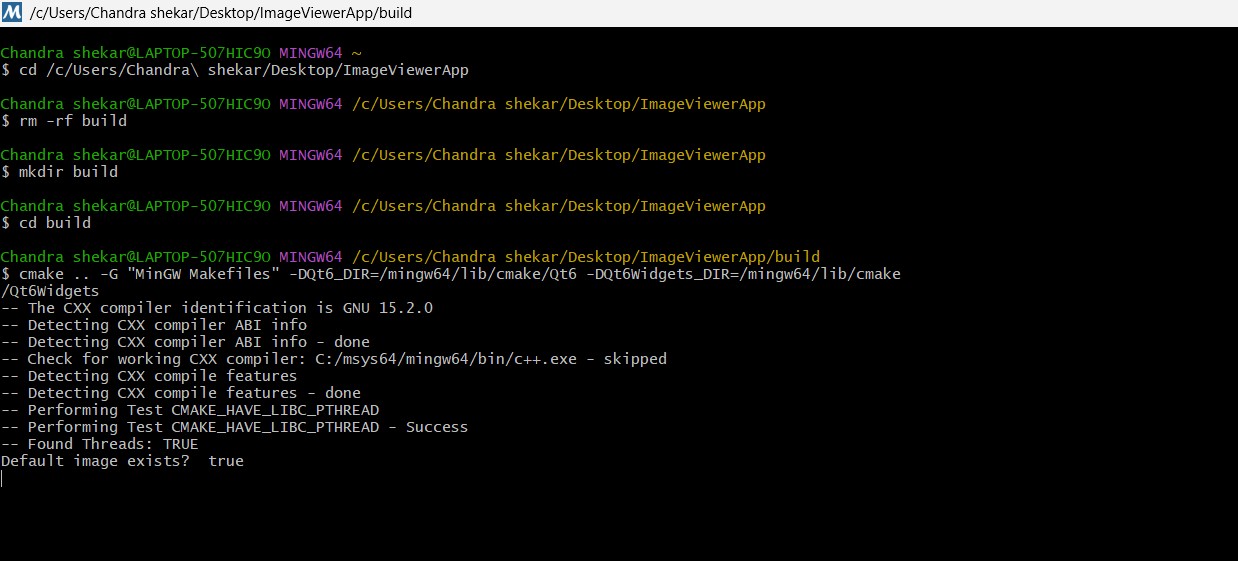 M /c/Users/Chandra shekar/Desktop/ImageViewerApp/build
Chandra shekar@LAPTOP-507HIC9O MINGW64 ~
$ cd /c/Users/Chandra\ shekar/Desktop/ImageViewerApp
Chandra shekar@LAPTOP-507HIC9O MINGW64 /c/Users/Chandra shekar/Desktop/ImageViewerApp
$ rm -rf build
Chandra shekar@LAPTOP-507HIC9O MINGW64 /c/Users/Chandra shekar/Desktop/ImageViewerApp
$ mkdir build
Chandra shekar@LAPTOP-507HIC9O MINGW64 /c/Users/Chandra shekar/Desktop/ImageViewerApp
$ cd build
Chandra shekar@LAPTOP-507HIC9O MINGW64 /c/Users/Chandra shekar/Desktop/ImageViewerApp/build
$ cmake .. -G "MinGW Makefiles" -DQt6_DIR=/mingw64/lib/cmake/Qt6 -DQt6Widgets_DIR=/mingw64/lib/cmake
/Qt6Widgets
-- The CXX compiler identification is GNU 15.2.0
-- Detecting CXX compiler ABI info
-- Detecting CXX compiler ABI info - done
-- Check for working CXX compiler: C:/msys64/mingw64/bin/c++.exe - skipped
-- Detecting CXX compile features
-- Detecting CXX compile features - done
-- Performing Test CMAKE_HAVE_LIBC_PTHREAD
-- Performing Test CMAKE_HAVE_LIBC_PTHREAD - Success
-- Found Threads: TRUE
Default image exists?  true